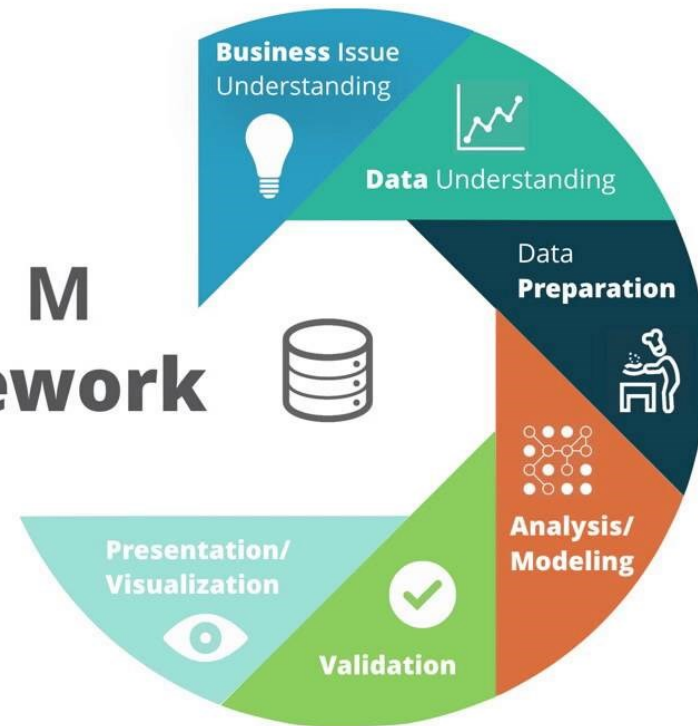 Business Issue
Understanding
Data Understanding
Data
Preparation
M
ework
Analysis/
Modeling
Presentation/
Visualization
Validation